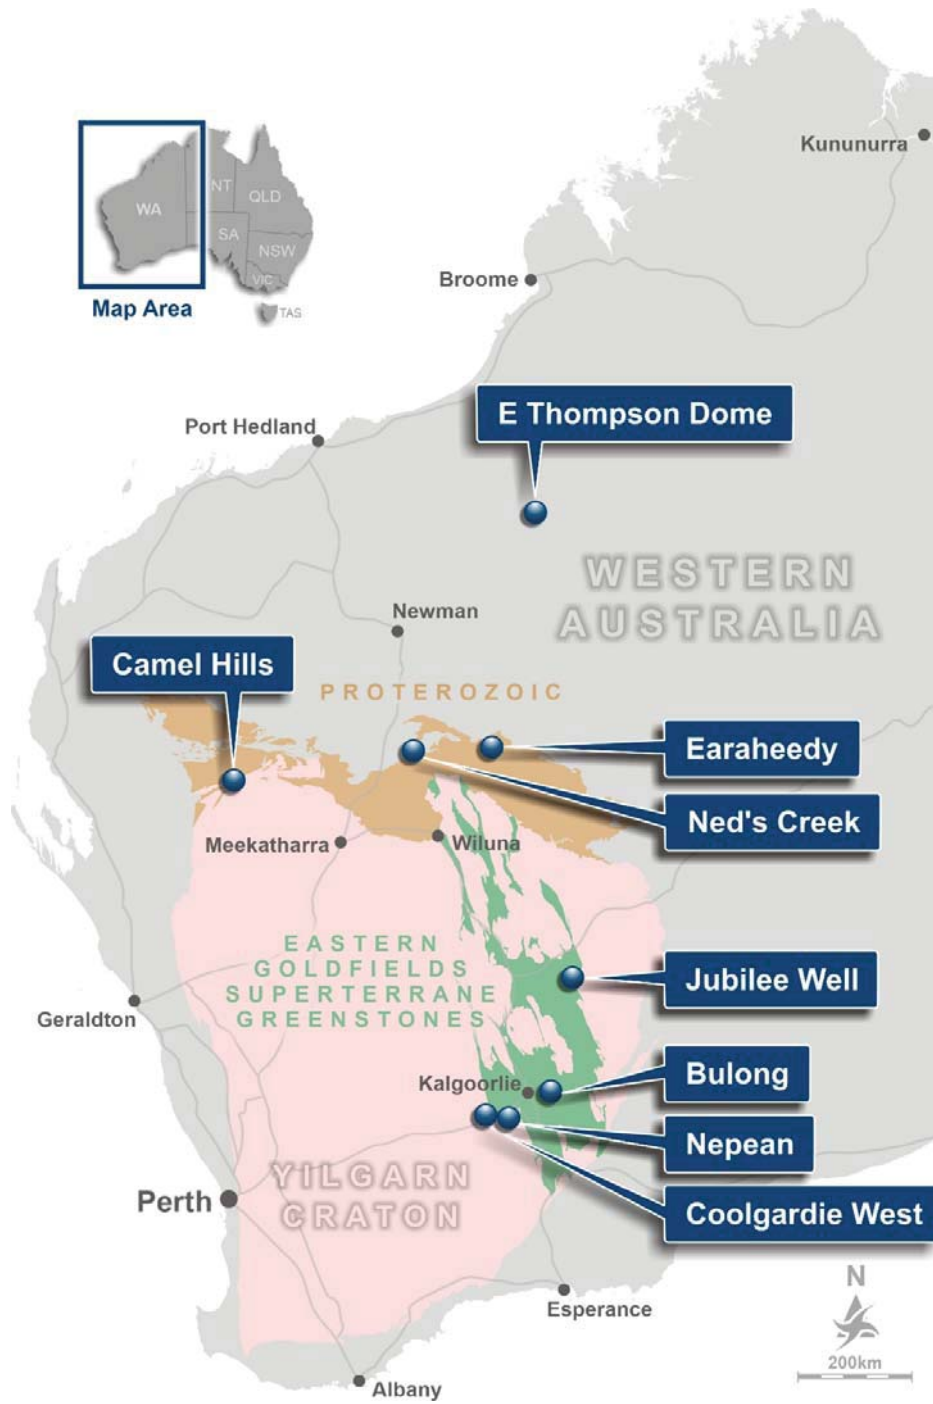 Kununurra
NT
QLD
WA
SA
NSW
VIC
TAS
Map Area
Broome
E Thompson Dome
Port Hedland
WESTERN
AUSTRALIA
Newman
Camel Hills
PROTEROZOIC
Earaheedy
Ned's Creek
Meekatharra
Wiluna
EASTERN
GOLDFIELDS
SUPERTERRANE
GREENSTONES
Jubilee Well
Geraldton
Kalgoorlie
Bulong
Nepean
YILGARN
CRATON
Perth
Coolgardie West
N
Esperance
200km
Albany